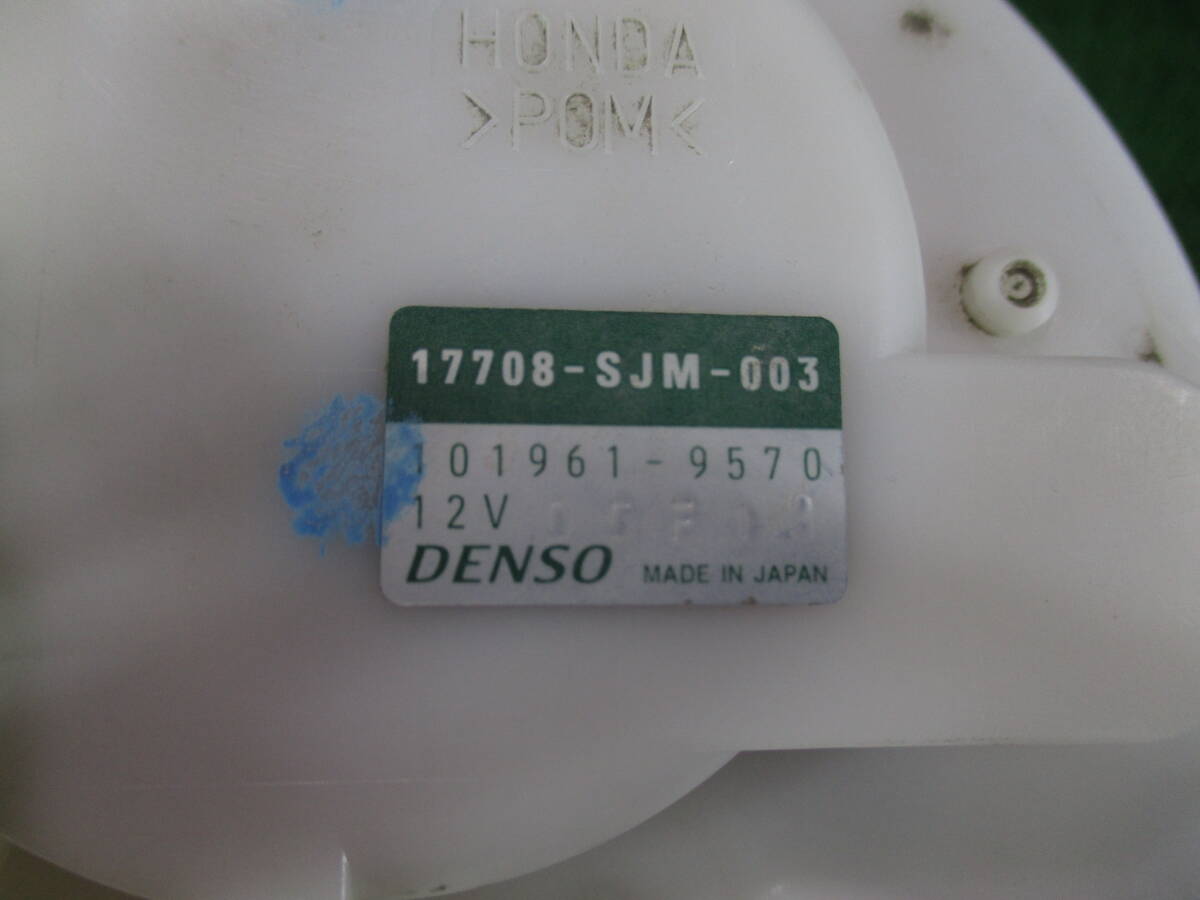 HONDA
>POM<
17708-SJM-003
101961-9570
12V
DENSO MADE IN JAPAN